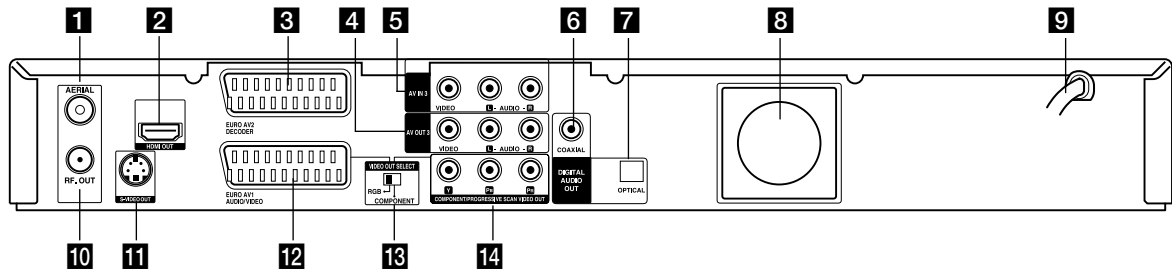 1 2 3 4 5 6 7 8 9
AERIAL
RF. OUT
HDMI OUT
S-VIDEO OUT
EURO AV2
DECODER
EURO AV1
AUDIO/VIDEO
AV IN 3
VIDEO L - AUDIO - R
AV OUT 3
VIDEO L - AUDIO - R
VIDEO OUT SELECT
RGB
COMPONENT
Y
COMPONENT/PROGRESSIVE SCAN VIDEO OUT
COAXIAL
DIGITAL
AUDIO
OUT
OPTICAL
10 11 12 13 14